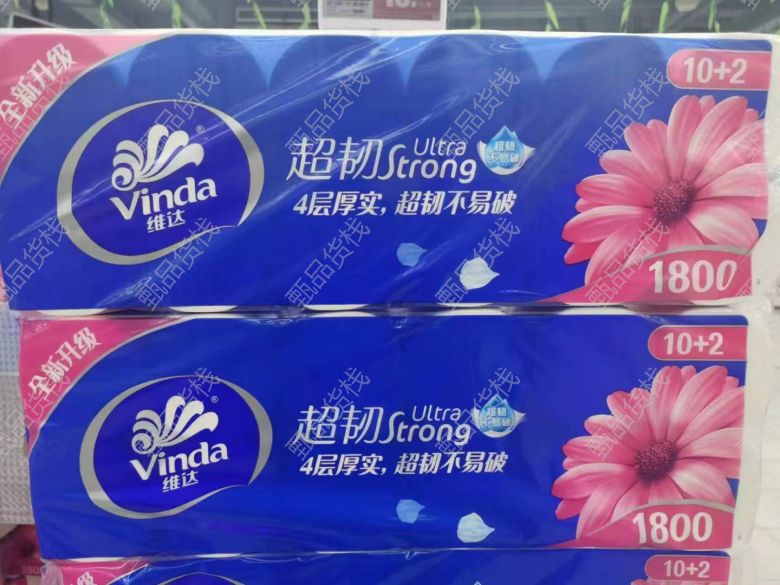 全新升级
10+2
Vinda
维达
®
超韧
Ultra
Strong
超韧
不易破
4层厚实,超韧不易破
1800
全新升级
10+2
Vinda
维达
®
超韧
Ultra
Strong
超韧
不易破
4层厚实,超韧不易破
1800
10+2
甄品货栈